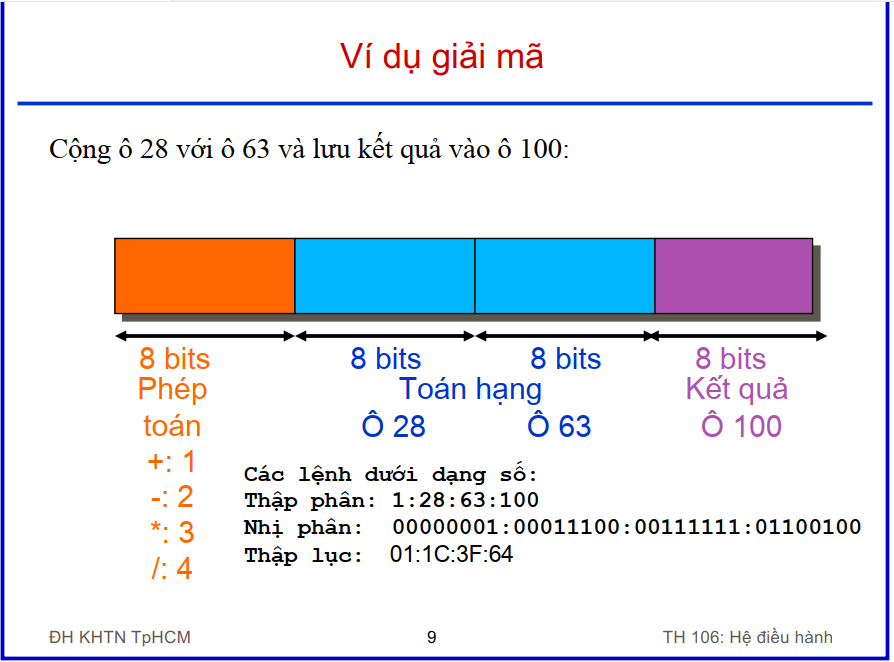 Ví dụ giải mã
Cộng ô 28 với ô 63 và lưu kết quả vào ô 100:
8 bits 8 bits 8 bits 8 bits
Phép Toán hạng Kết quả
toán Ô 28 Ô 63 Ô 100
+: 1
-: 2
*: 3
/: 4
Các lệnh dưới dạng số:
Thập phân: 1:28:63:100
Nhị phân: 00000001:00011100:00111111:01100100
Thập lục: 01:1C:3F:64
ĐH KHTN TpHCM 9 TH 106: Hệ điều hành